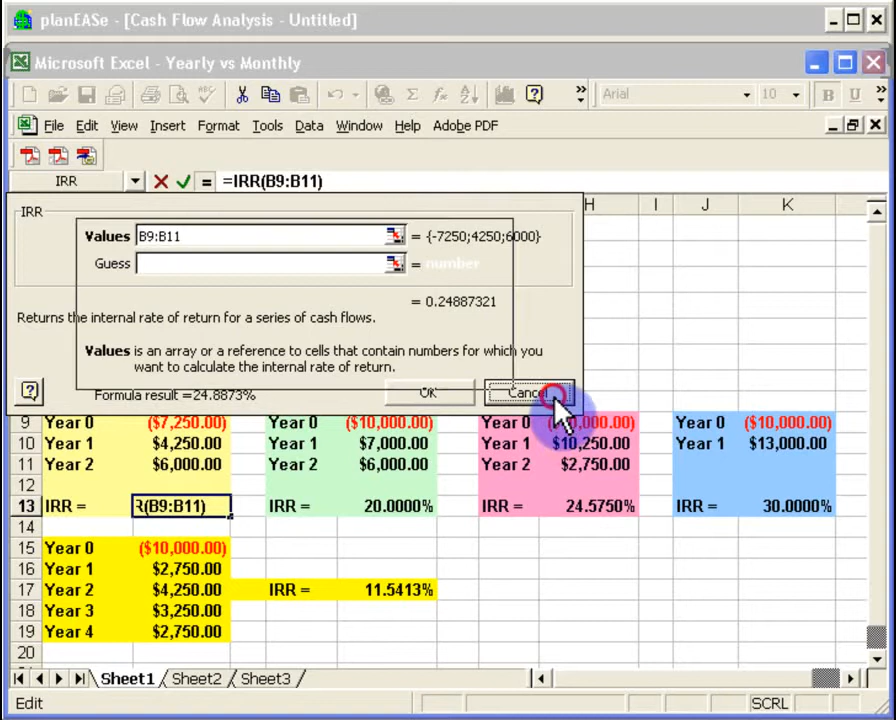 planEASe - [Cash Flow Analysis - Untitled]
Microsoft Excel - Yearly vs Monthly
Arial 10 B U
File Edit View Insert Format Tools Data Window Help Adobe PDF
IRR =IRR(B9:B11)
H I J K
IRR
Values B9:B11 = {-7250;4250;6000}
Guess = number
= 0.24887321
Returns the internal rate of return for a series of cash flows.
Values is an array or a reference to cells that contain numbers for which you
want to calculate the internal rate of return.
Formula result =24.8873% OK Cancel
9 Year 0 ($7,250.00) Year 0 ($10,000.00) Year 0 Year 0 ($10,000.00)
10 Year 1 $4,250.00 Year 1 $7,000.00 Year 1 $10,250.00 Year 1 $13,000.00
11 Year 2 $6,000.00 Year 2 $6,000.00 Year 2 $2,750.00
12
13 IRR = R(B9:B11) IRR = 20.0000% IRR = 24.5750% IRR = 30.0000%
14
15 Year 0 ($10,000.00)
16 Year 1 $2,750.00
17 Year 2 $4,250.00 IRR = 11.5413%
18 Year 3 $3,250.00
19 Year 4 $2,750.00
20
Sheet1 Sheet2 Sheet3
Edit SCRL